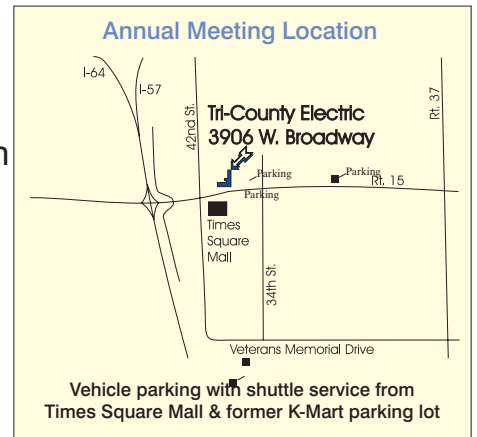 Annual Meeting Location
I-64
I-57
42nd St.
Rt. 37
Tri-County Electric
3906 W. Broadway
n
Parking
Parking
Rt. 15
Parking
Times
Square
Mall
34th St.
Veterans Memorial Drive
Vehicle parking with shuttle service from
Times Square Mall & former K-Mart parking lot